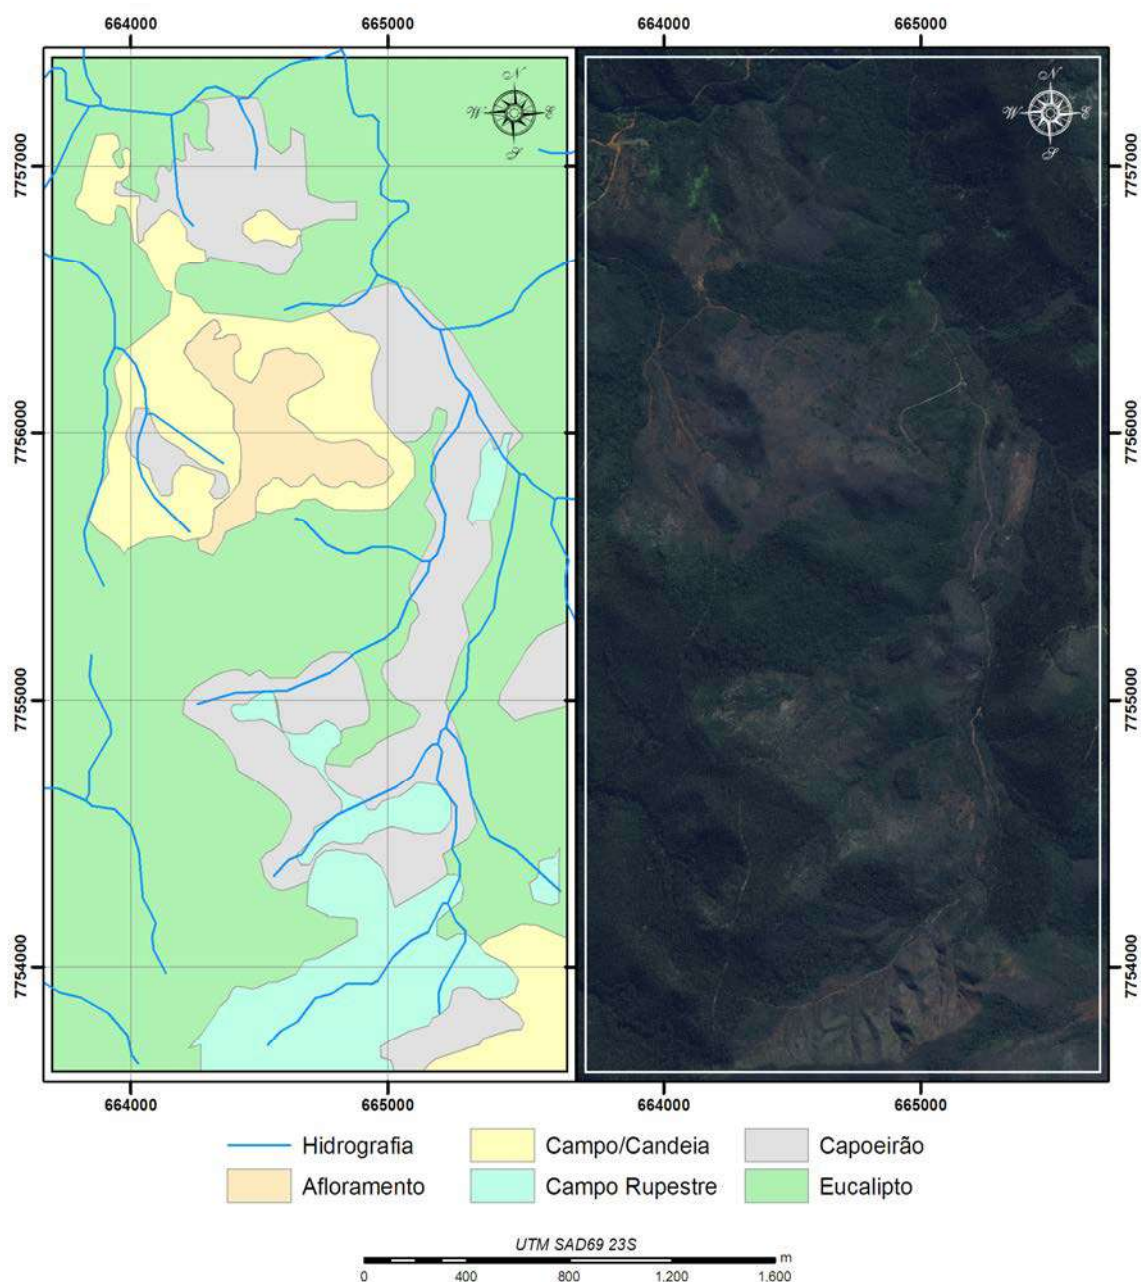 664000 665000 664000 665000
N
W E
S
N
W E
S
7757000 7757000
7756000 7756000
7755000 7755000
7754000 7754000
664000 665000 664000 665000
Hidrografia Campo/Candeia Capoeirão
Afloramento Campo Rupestre Eucalipto
UTM SAD69 23S
m
0 400 800 1.200 1.600